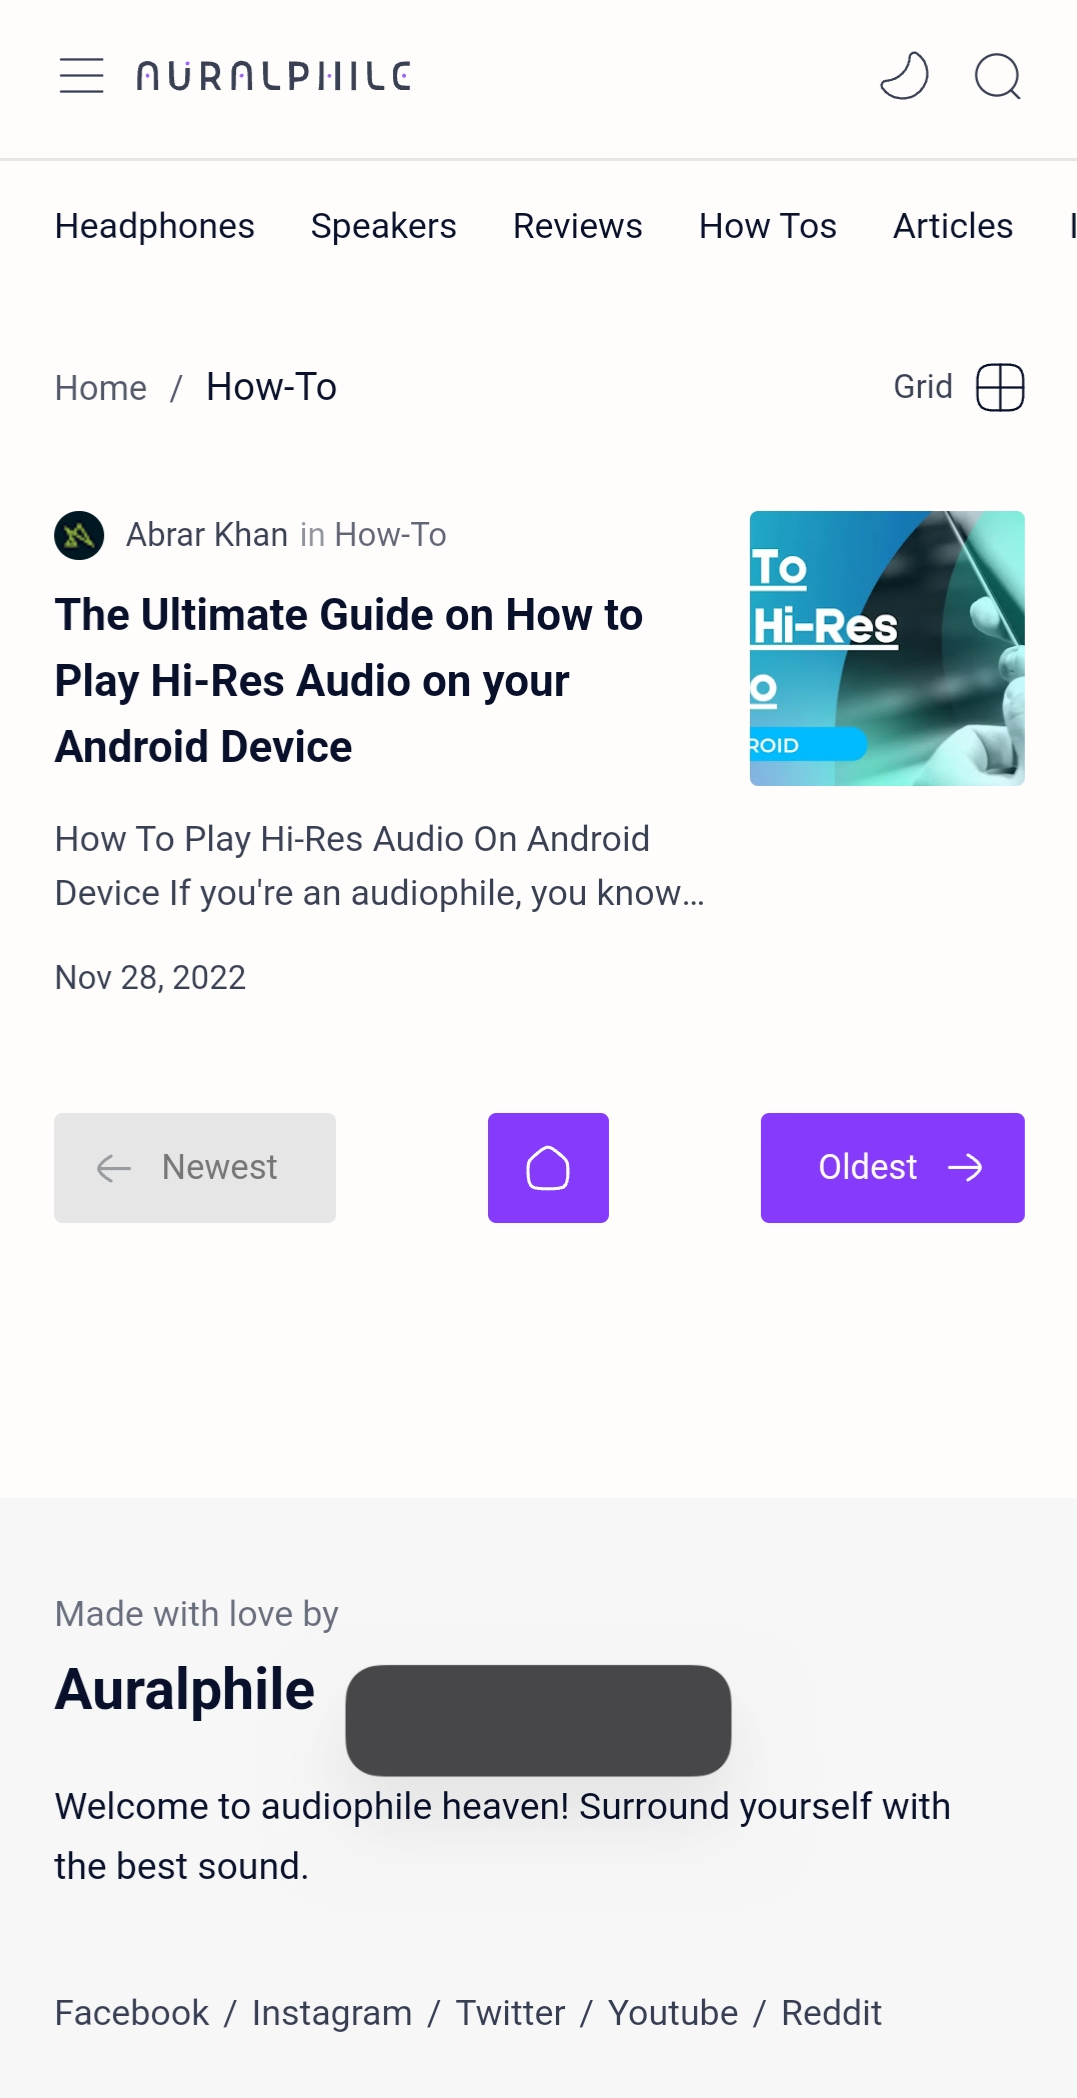 AURALPHILE
Headphones Speakers Reviews How Tos Articles
Home / How-To Grid
Abrar Khan in How-To
The Ultimate Guide on How to
Play Hi-Res Audio on your
Android Device
How To Play Hi-Res Audio On Android
Device If you're an audiophile, you know...
Nov 28, 2022
To
Hi-Res
o
ROID
Newest
Oldest
Made with love by
Auralphile
Welcome to audiophile heaven! Surround yourself with
the best sound.
Facebook / Instagram / Twitter / Youtube / Reddit